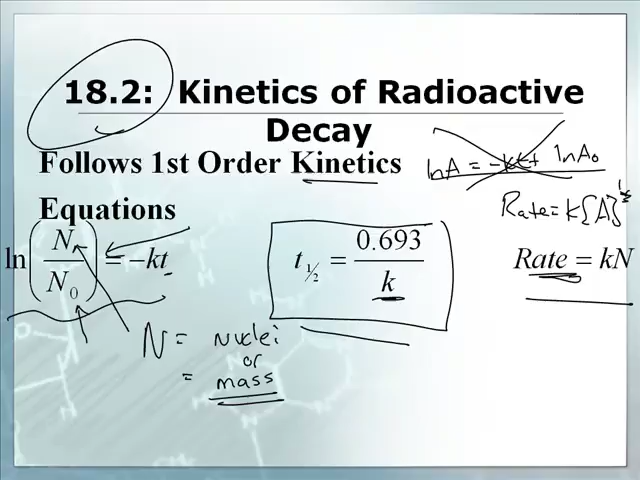 18.2: Kinetics of Radioactive
Decay
Follows 1st Order Kinetics
lnA = -kt + lnA₀
Equations
Rate = k[A]
ln(N/N₀) = -kt
t½ = 0.693/k
Rate = kN
N = nuclei
or
= mass